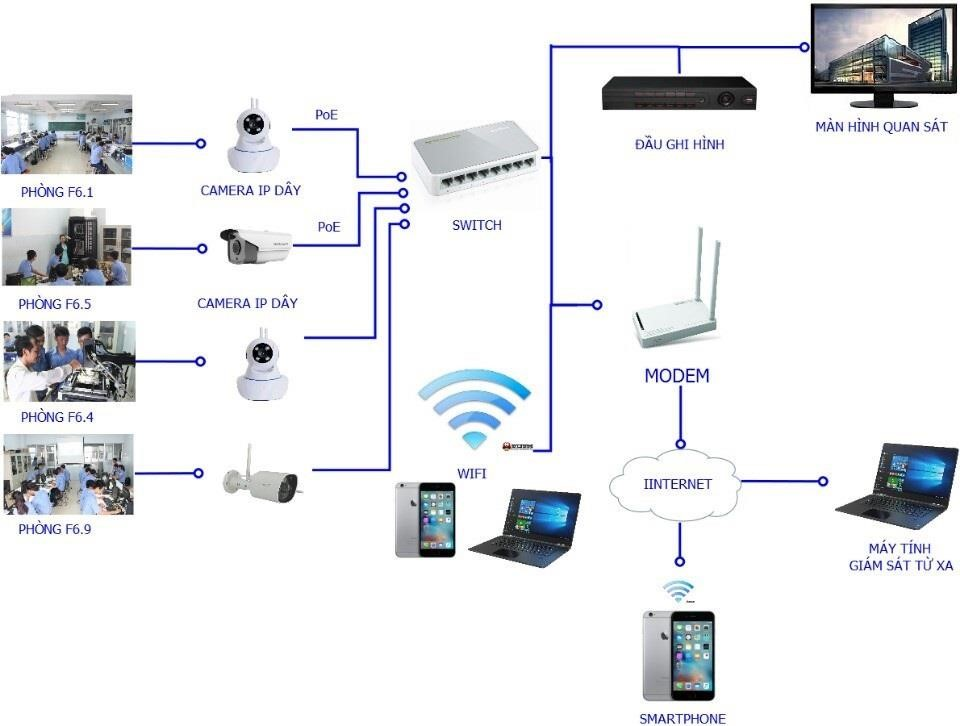 PHÒNG F6.1
CAMERA IP DÂY
PoE
SWITCH
ĐẦU GHI HÌNH
MÀN HÌNH QUAN SÁT
PHÒNG F6.5
CAMERA IP DÂY
PoE
MODEM
PHÒNG F6.4
WIFI
IINTERNET
PHÒNG F6.9
MÁY TÍNH
GIÁM SÁT TỪ XA
SMARTPHONE